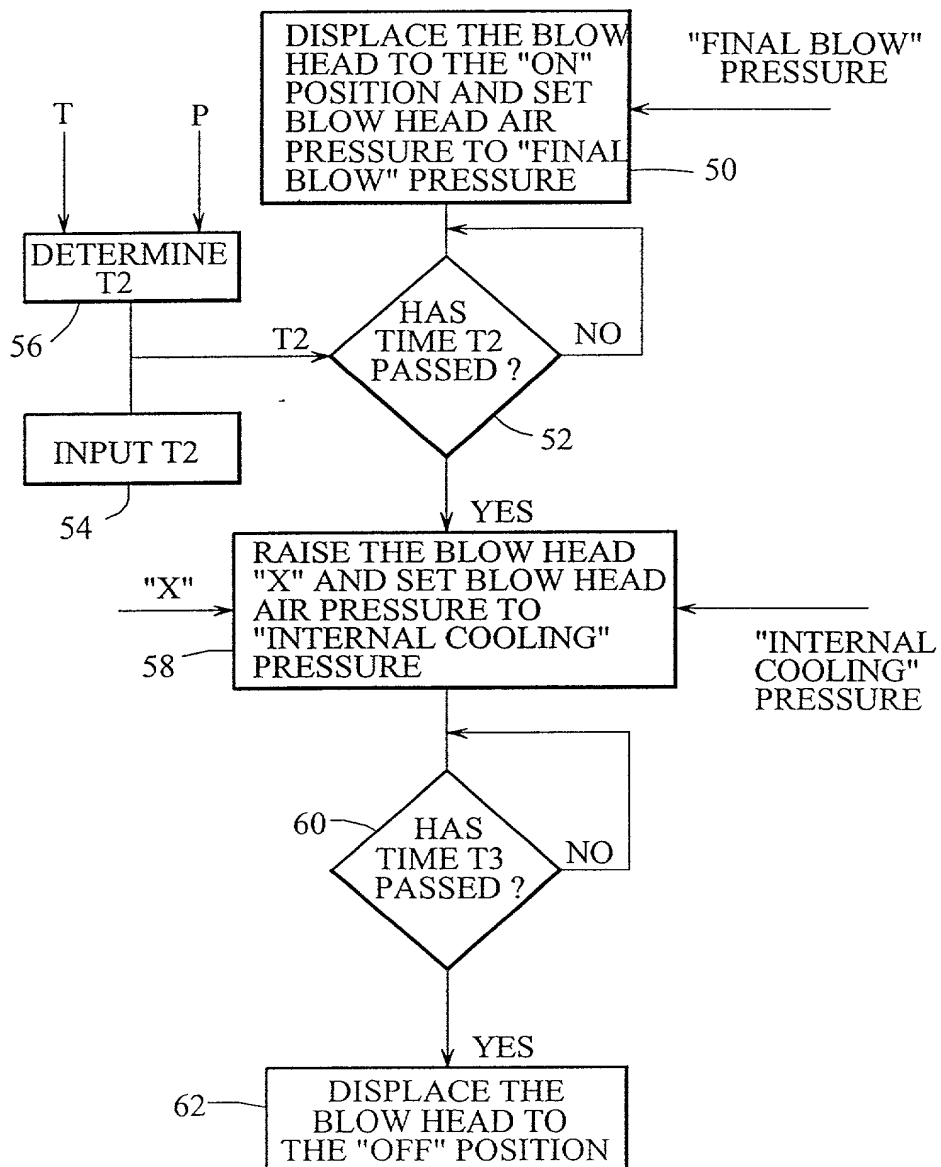 DISPLACE THE BLOW
HEAD TO THE "ON"
POSITION AND SET
BLOW HEAD AIR
PRESSURE TO "FINAL
BLOW" PRESSURE
"FINAL BLOW"
PRESSURE
50
T
P
DETERMINE
T2
56
T2
HAS
TIME T2
PASSED ?
NO
52
INPUT T2
54
YES
RAISE THE BLOW HEAD
"X" AND SET BLOW HEAD
AIR PRESSURE TO
"INTERNAL COOLING"
PRESSURE
"X"
58
"INTERNAL
COOLING"
PRESSURE
60
HAS
TIME T3
PASSED ?
NO
YES
62
DISPLACE THE
BLOW HEAD TO
THE "OFF" POSITION